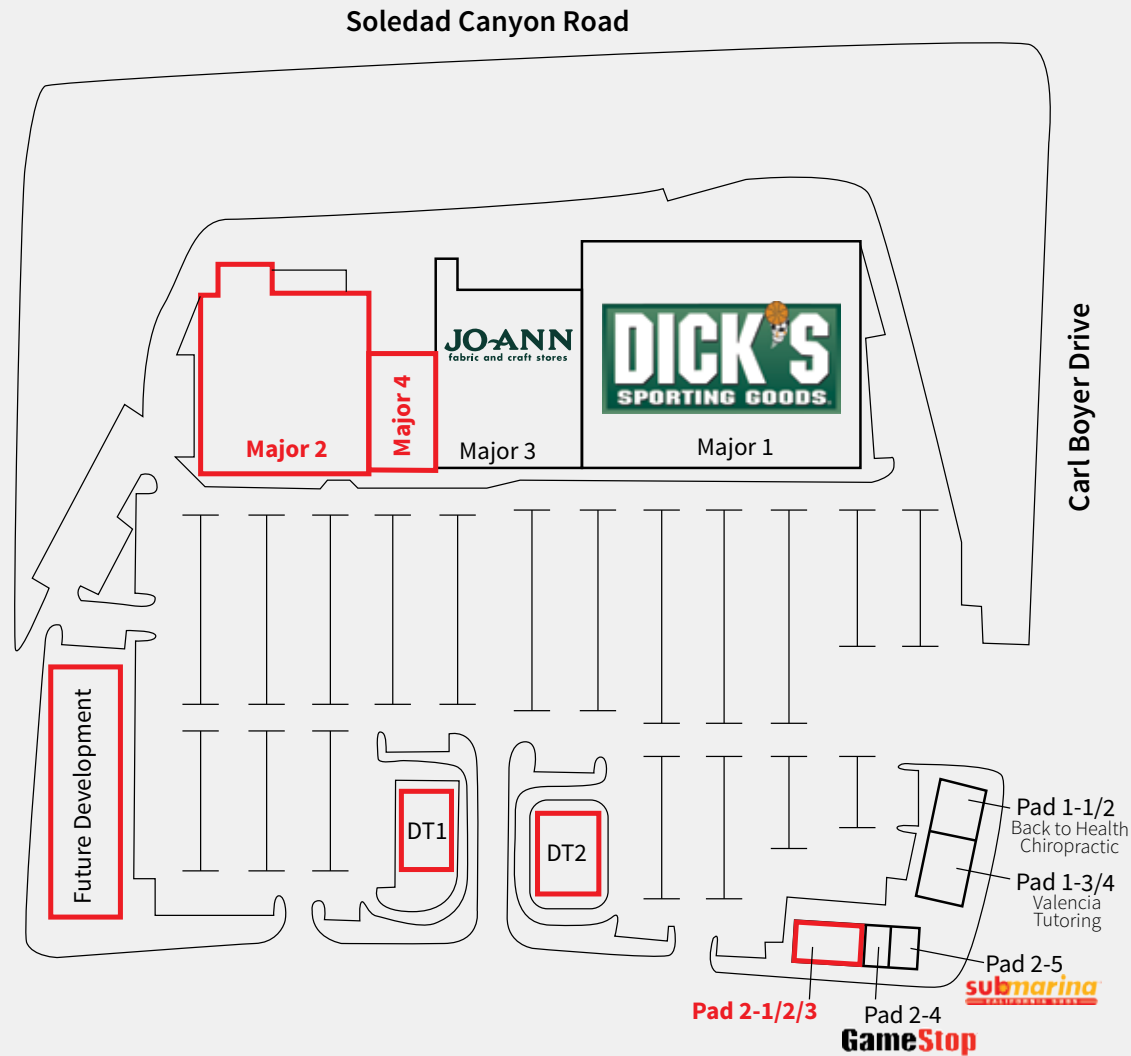 Soledad Canyon Road
Carl Boyer Drive
JO-ANN
fabric and craft stores
DICK'S
SPORTING GOODS.
Major 2
Major 4
Major 3
Major 1
Future Development
DT1
DT2
Pad 1-1/2
Back to Health
Chiropractic
Pad 1-3/4
Valencia
Tutoring
Pad 2-5
submarina
CALIFORNIA SUBS
Pad 2-1/2/3
Pad 2-4
GameStop